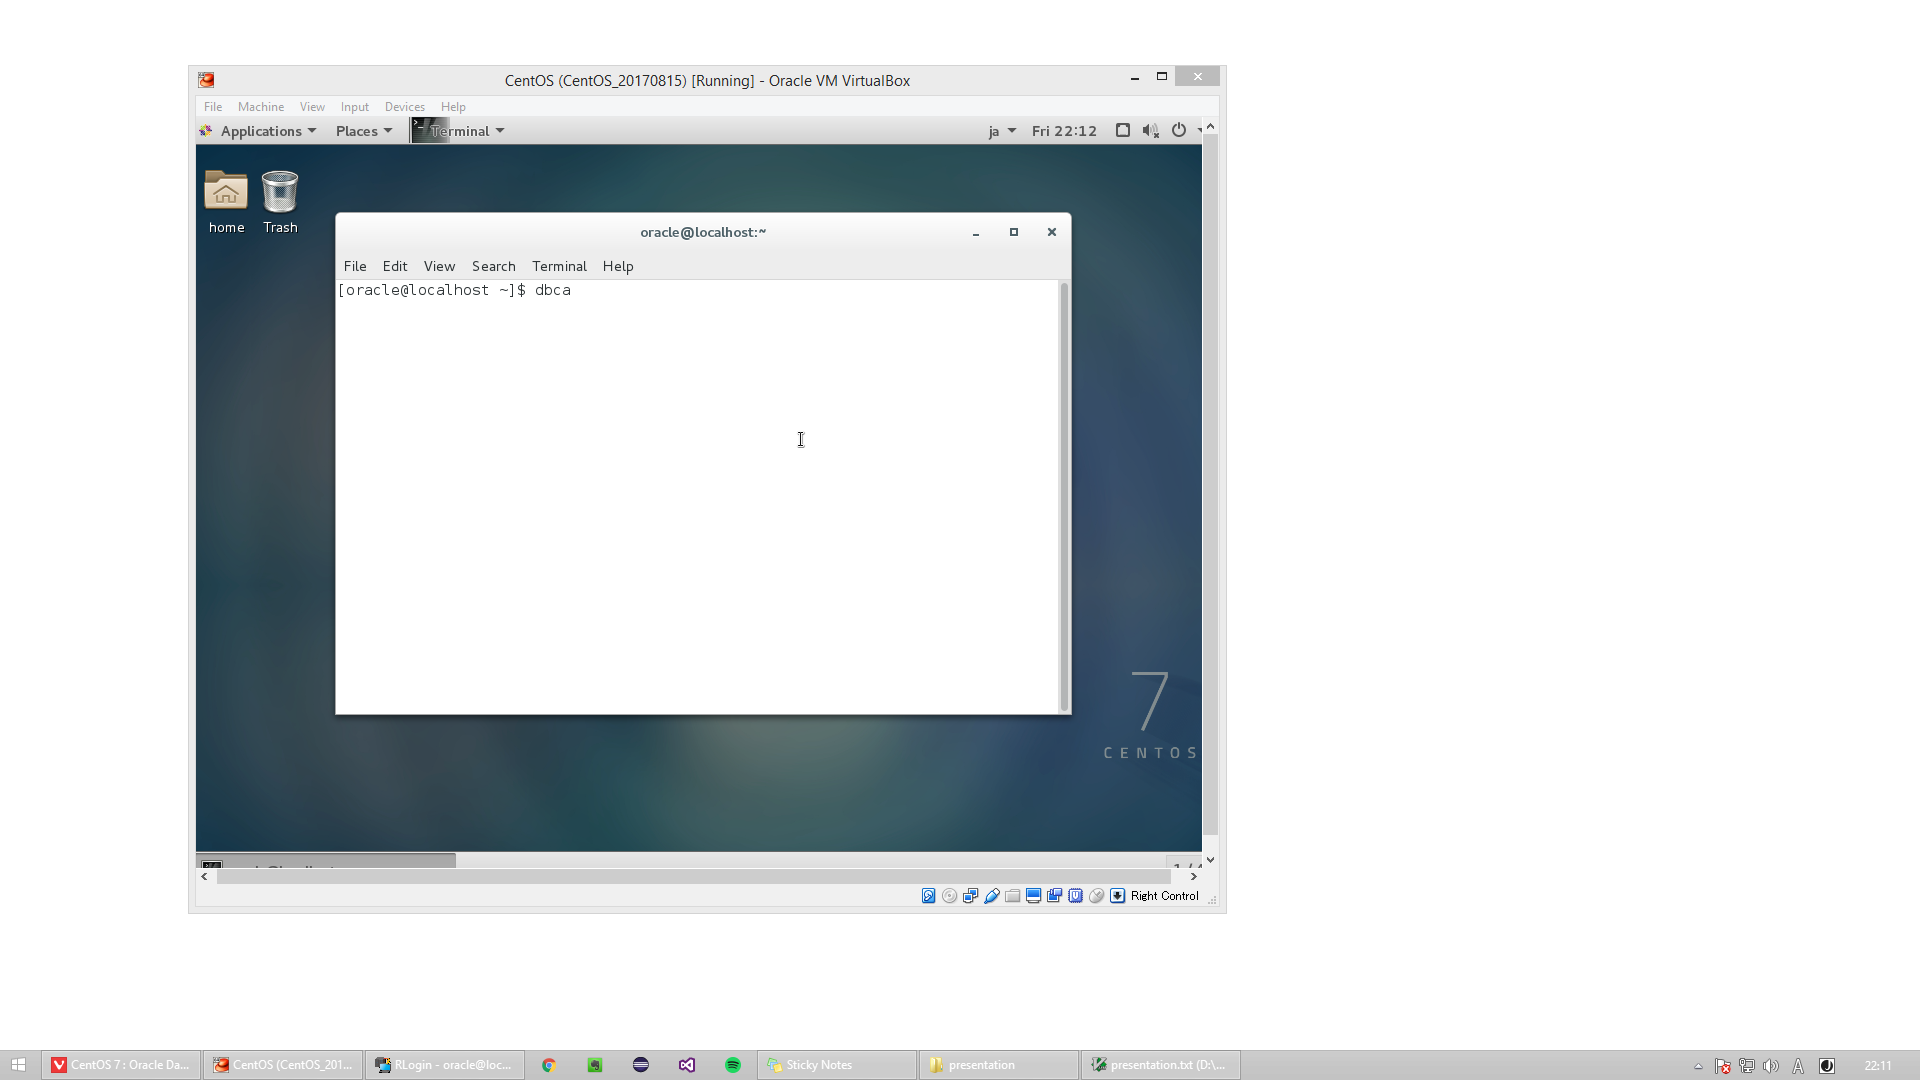 CentOS (CentOS_20170815) [Running] - Oracle VM VirtualBox
File Machine View Input Devices Help
Applications Places Terminal ja Fri 22:12
home Trash
oracle@localhost:~
File Edit View Search Terminal Help
[oracle@localhost ~]$ dbca
7
CENTOS
Right Control
CentOS 7 : Oracle Da... CentOS (CentOS_201... RLogin - oracle@loc... Sticky Notes presentation presentation.txt (D:\... A 22:11